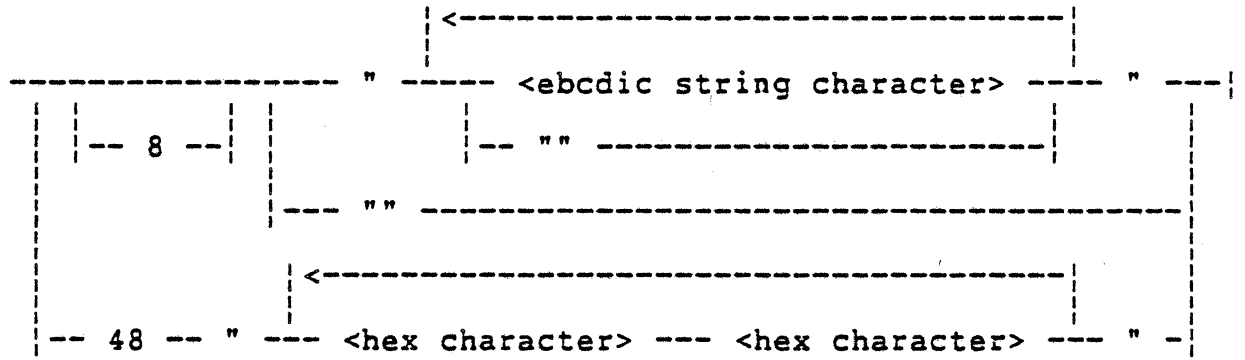 |<--------------------------------|
----------------- " ----- <ebcdic string character> ---- " ---|
|-- 8 --| |-- "" -----------------------|
|--- "" ---------------------------------------
|<---------------------------------------|
|-- 48 -- " --- <hex character> --- <hex character> --- " -|